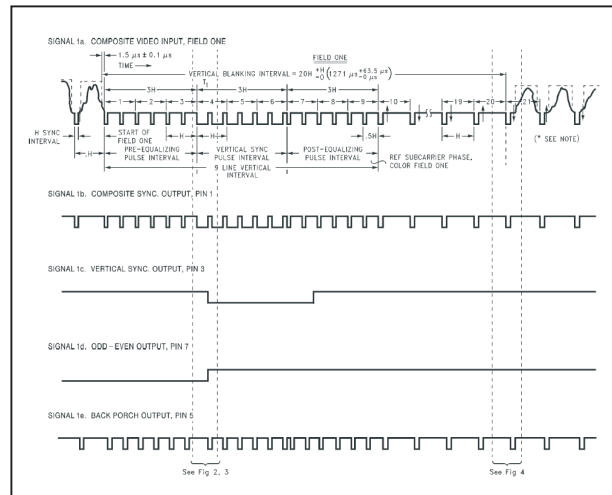 SIGNAL 1a. COMPOSITE VIDEO INPUT, FIELD ONE
1.5 µs ± 0.1 µs
TIME
FIELD ONE
VERTICAL BLANKING INTERVAL = 20H +H -0 (1271 µs +63.5 µs -0 µs)
T1
3H 3H 3H
1 2 3 4 5 6 7 8 9 10 19 20 21
H SYNC INTERVAL
.H
START OF FIELD ONE
H H .5H H
(* SEE NOTE)
PRE-EQUALIZING PULSE INTERVAL
VERTICAL SYNC PULSE INTERVAL
POST-EQUALIZING PULSE INTERVAL
REF SUBCARRIER PHASE, COLOR FIELD ONE
9 LINE VERTICAL INTERVAL
SIGNAL 1b. COMPOSITE SYNC. OUTPUT, PIN 1
SIGNAL 1c. VERTICAL SYNC. OUTPUT, PIN 3
SIGNAL 1d. ODD-EVEN OUTPUT, PIN 7
SIGNAL 1e. BACK PORCH OUTPUT, PIN 5
See Fig 2, 3
See Fig 4